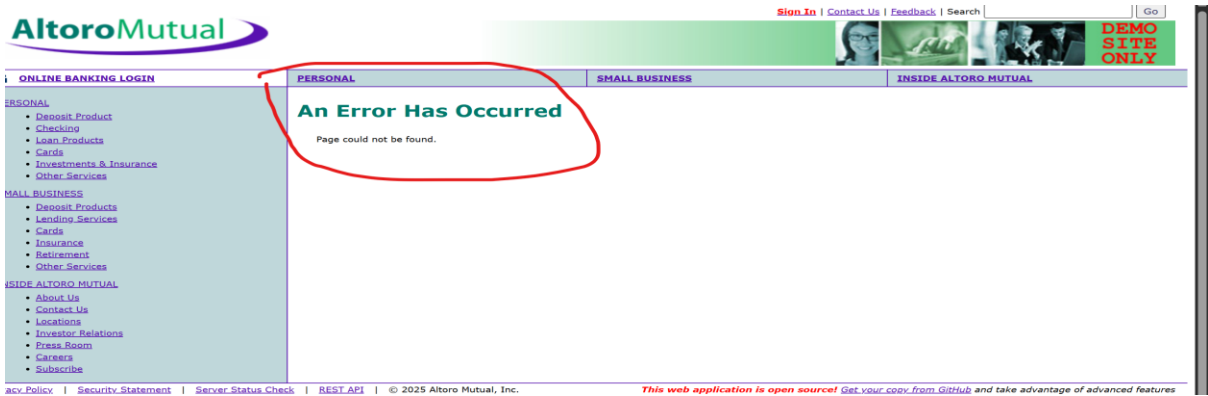 Sign In | Contact Us | Feedback | Search Go
AltoroMutual
DEMO
SITE
ONLY
ONLINE BANKING LOGIN
PERSONAL
SMALL BUSINESS
INSIDE ALTORO MUTUAL
ERSONAL
Deposit Product
Checking
Loan Products
Cards
Investments & Insurance
Other Services
MALL BUSINESS
Deposit Products
Lending Services
Cards
Insurance
Retirement
Other Services
NSIDE ALTORO MUTUAL
About Us
Contact Us
Locations
Investor Relations
Press Room
Careers
Subscribe
An Error Has Occurred
Page could not be found.
acy Policy | Security Statement | Server Status Check | REST API | © 2025 Altoro Mutual, Inc.
This web application is open source! Get your copy from GitHub and take advantage of advanced features